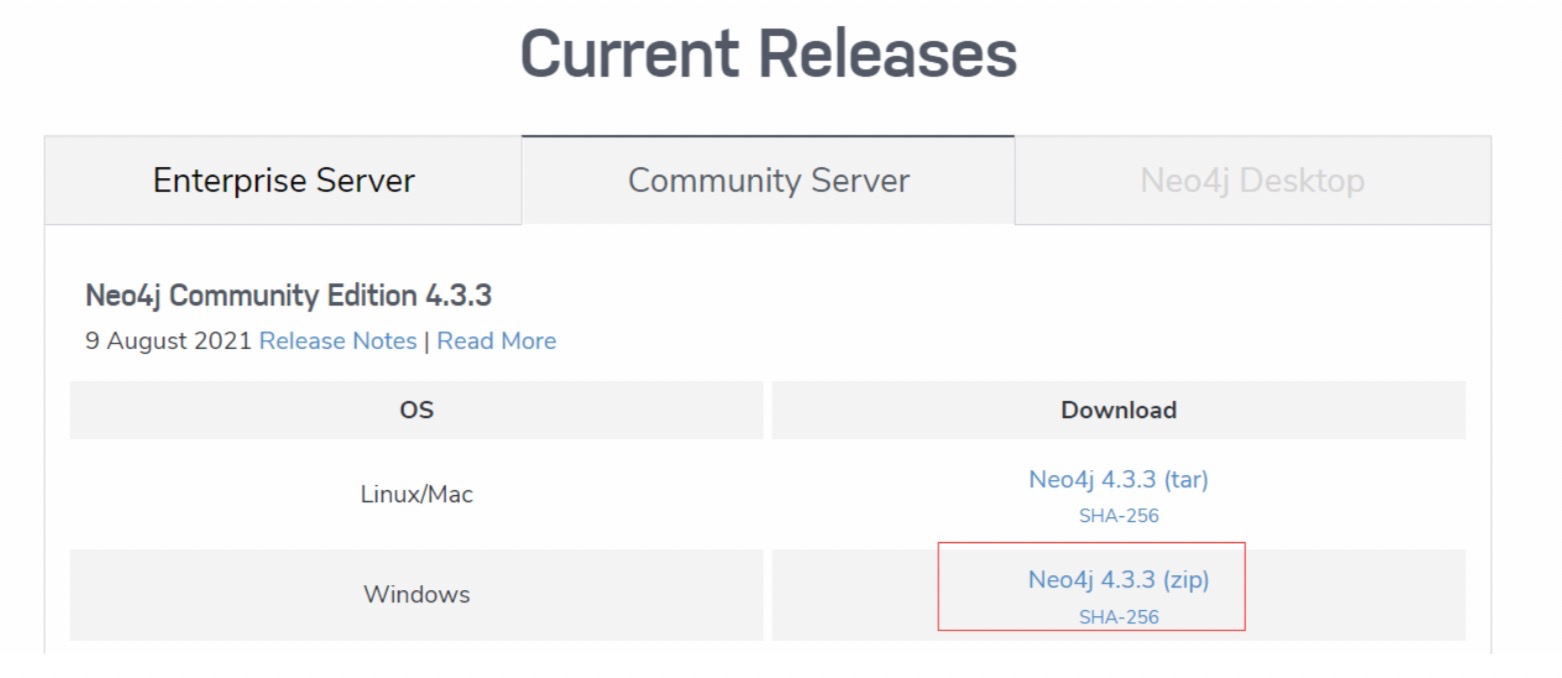 Current Releases
Enterprise Server
Community Server
Neo4j Desktop
Neo4j Community Edition 4.3.3
9 August 2021 Release Notes | Read More
OS
Download
Linux/Mac
Neo4j 4.3.3 (tar)
SHA-256
Windows
Neo4j 4.3.3 (zip)
SHA-256